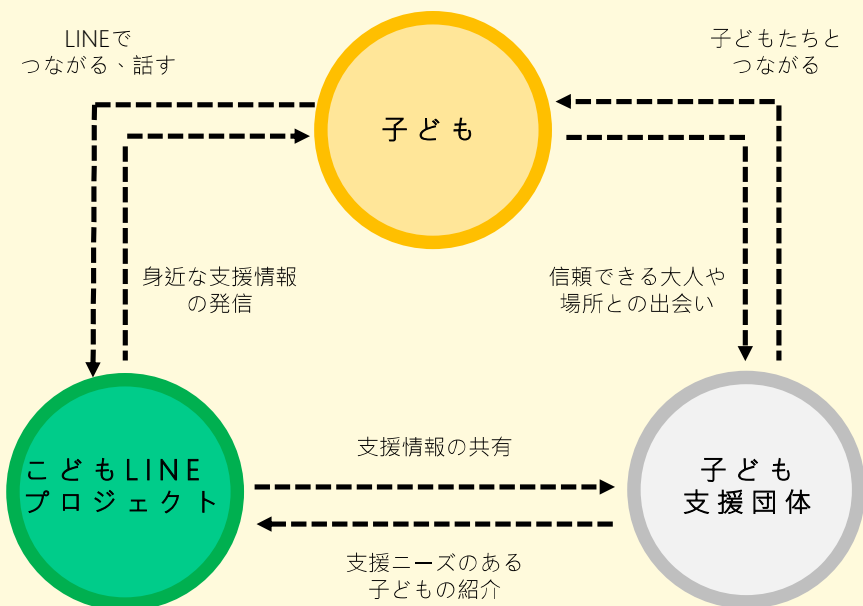 LINEで
つながる、話す
子どもたちと
つながる
子ども
身近な支援情報
の発信
信頼できる大人や
場所との出会い
こどもLINE
プロジェクト
支援情報の共有
子ども
支援団体
支援ニーズのある
子どもの紹介